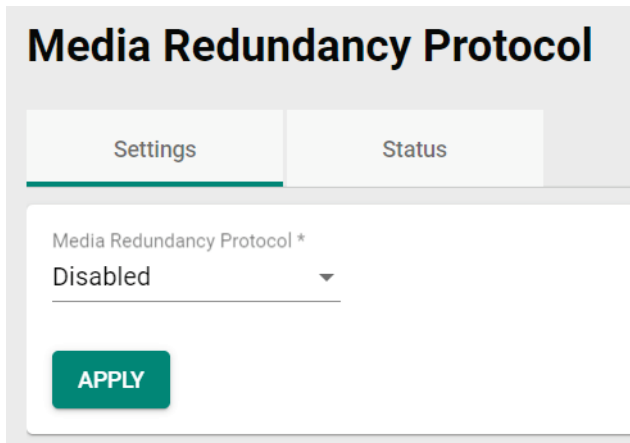 Media Redundancy Protocol
Settings Status
Media Redundancy Protocol *
Disabled
APPLY